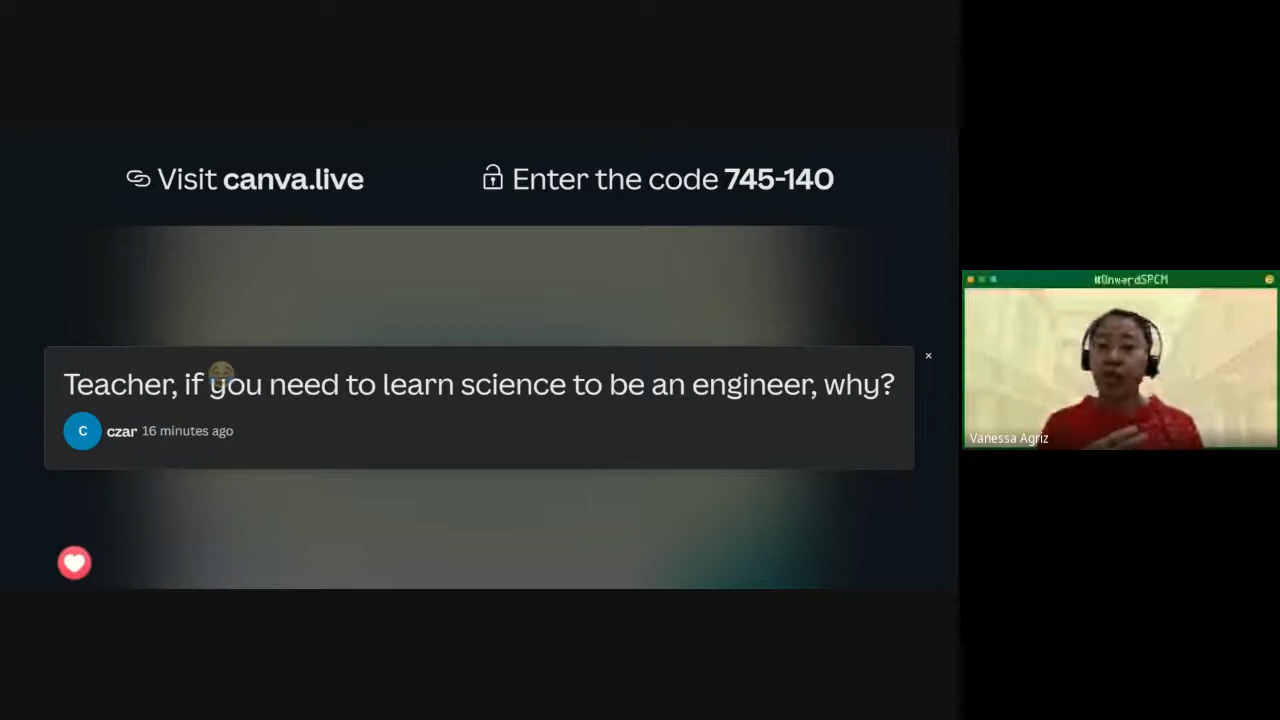 Visit canva.live
Enter the code 745-140
#OnwardSPCM
Teacher, if you need to learn science to be an engineer, why?
C
czar 16 minutes ago
Vanessa Agriz